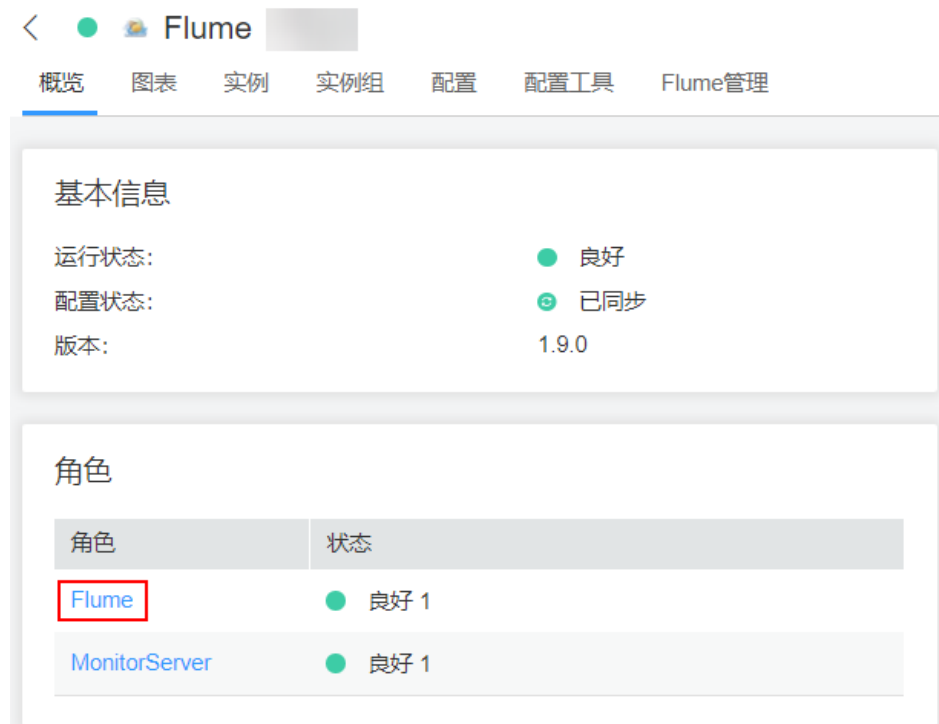 Flume
概览 图表 实例 实例组 配置 配置工具 Flume管理
基本信息
运行状态: 良好
配置状态: 已同步
版本: 1.9.0
角色
角色 状态
Flume 良好 1
MonitorServer 良好 1